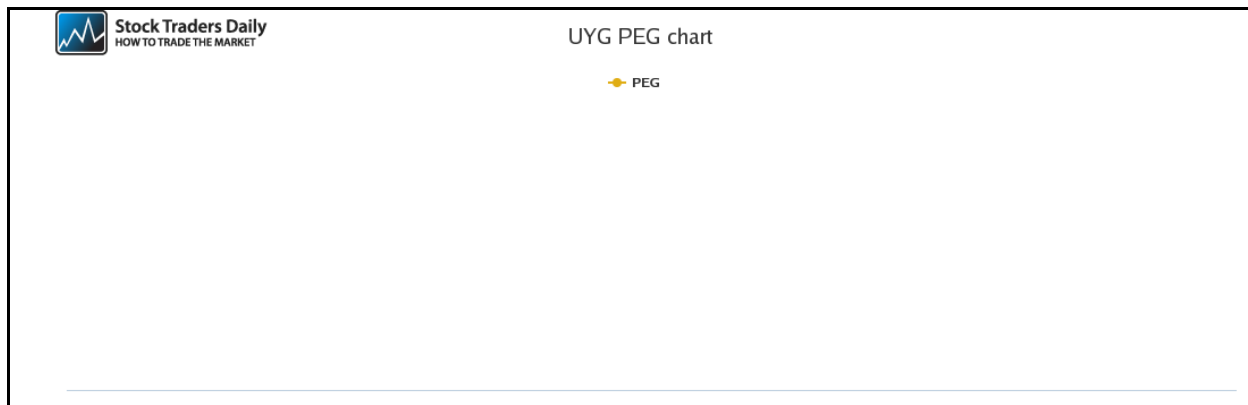 Stock Traders Daily
HOW TO TRADE THE MARKET
UYG PEG chart
PEG